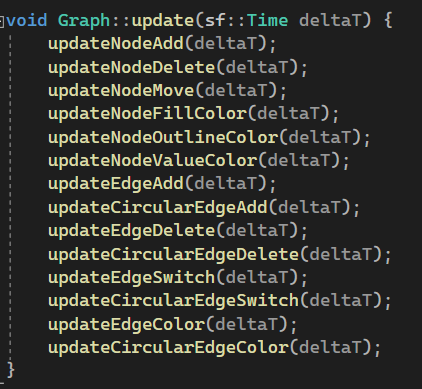 void Graph::update(sf::Time deltaT) {
    updateNodeAdd(deltaT);
    updateNodeDelete(deltaT);
    updateNodeMove(deltaT);
    updateNodeFillColor(deltaT);
    updateNodeOutlineColor(deltaT);
    updateNodeValueColor(deltaT);
    updateEdgeAdd(deltaT);
    updateCircularEdgeAdd(deltaT);
    updateEdgeDelete(deltaT);
    updateCircularEdgeDelete(deltaT);
    updateEdgeSwitch(deltaT);
    updateCircularEdgeSwitch(deltaT);
    updateEdgeColor(deltaT);
    updateCircularEdgeColor(deltaT);
}